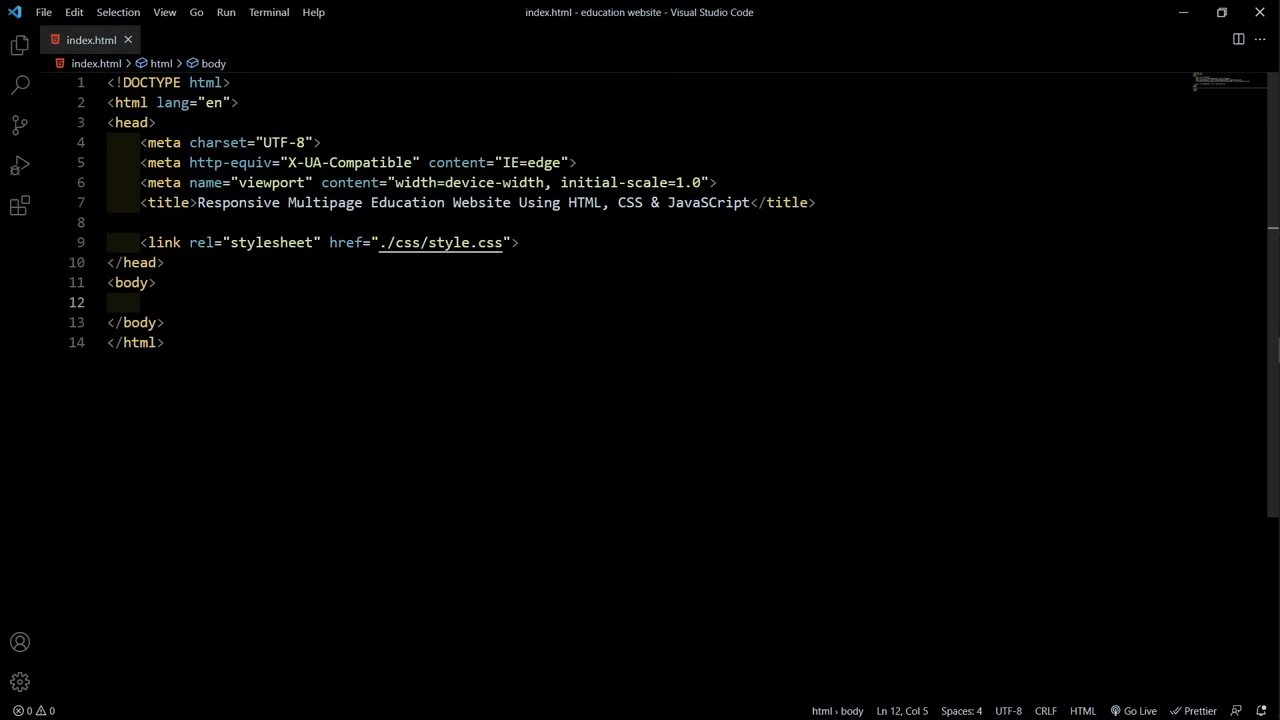 File Edit Selection View Go Run Terminal Help index.html - education website - Visual Studio Code
index.html
index.html > html > body
1 <!DOCTYPE html>
2 <html lang="en">
3 <head>
4 <meta charset="UTF-8">
5 <meta http-equiv="X-UA-Compatible" content="IE=edge">
6 <meta name="viewport" content="width=device-width, initial-scale=1.0">
7 <title>Responsive Multipage Education Website Using HTML, CSS & JavaSCript</title>
8
9 <link rel="stylesheet" href="./css/style.css">
10 </head>
11 <body>
12
13 </body>
14 </html>
0 0 html › body Ln 12, Col 5 Spaces: 4 UTF-8 CRLF HTML Go Live Prettier